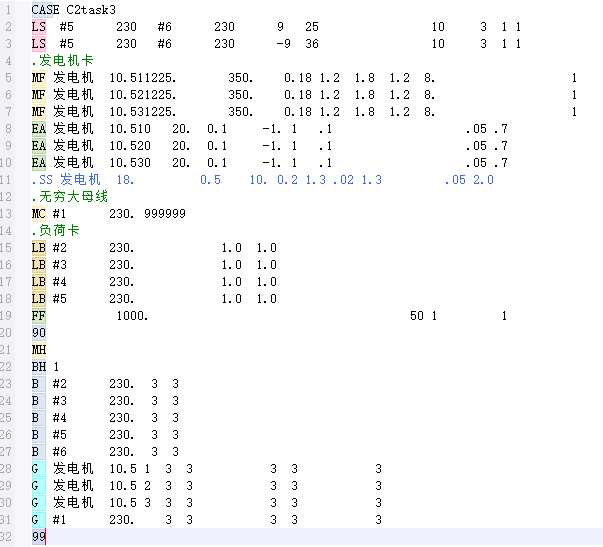 1 CASE C2task3
2 LS  #5      230   #6      230      9   25                10     3  1 1
3 LS  #5      230   #6      230      -9  36                10     3  1 1
4 .发电机卡
5 MF 发电机  10.511225.       350.    0.18 1.2  1.8  1.2  8.                   1
6 MF 发电机  10.521225.       350.    0.18 1.2  1.8  1.2  8.                   1
7 MF 发电机  10.531225.       350.    0.18 1.2  1.8  1.2  8.                   1
8 EA 发电机  10.510   20.  0.1     -1. 1   .1                   .05 .7
9 EA 发电机  10.520   20.  0.1     -1. 1   .1                   .05 .7
10 EA 发电机  10.530   20.  0.1     -1. 1   .1                   .05 .7
11 .SS 发电机  18.         0.5    10. 0.2 1.3 .02 1.3         .05 2.0
12 .无穷大母线
13 MC #1      230. 999999
14 .负荷卡
15 LB #2      230.            1.0  1.0
16 LB #3      230.            1.0  1.0
17 LB #4      230.            1.0  1.0
18 LB #5      230.            1.0  1.0
19 FF          1000.                                     50 1         1
20 90
21 MH
22 BH 1
23 B  #2      230.  3  3
24 B  #3      230.  3  3
25 B  #4      230.  3  3
26 B  #5      230.  3  3
27 B  #6      230.  3  3
28 G  发电机  10.5 1  3  3           3  3           3
29 G  发电机  10.5 2  3  3           3  3           3
30 G  发电机  10.5 3  3  3           3  3           3
31 G  #1      230.    3  3           3  3           3
32 99